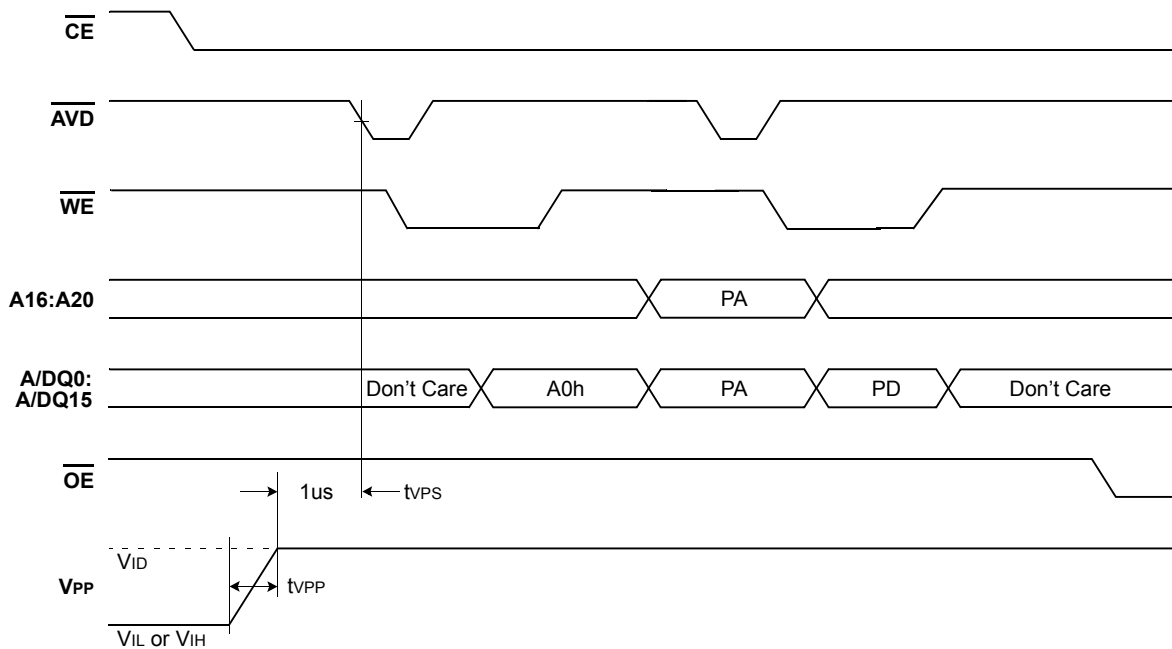 CE
AVD
WE
A16:A20 PA
A/DQ0:
A/DQ15 Don't Care A0h PA PD Don't Care
OE
1us tVPS
VID
VPP tVPP
VIL or VIH